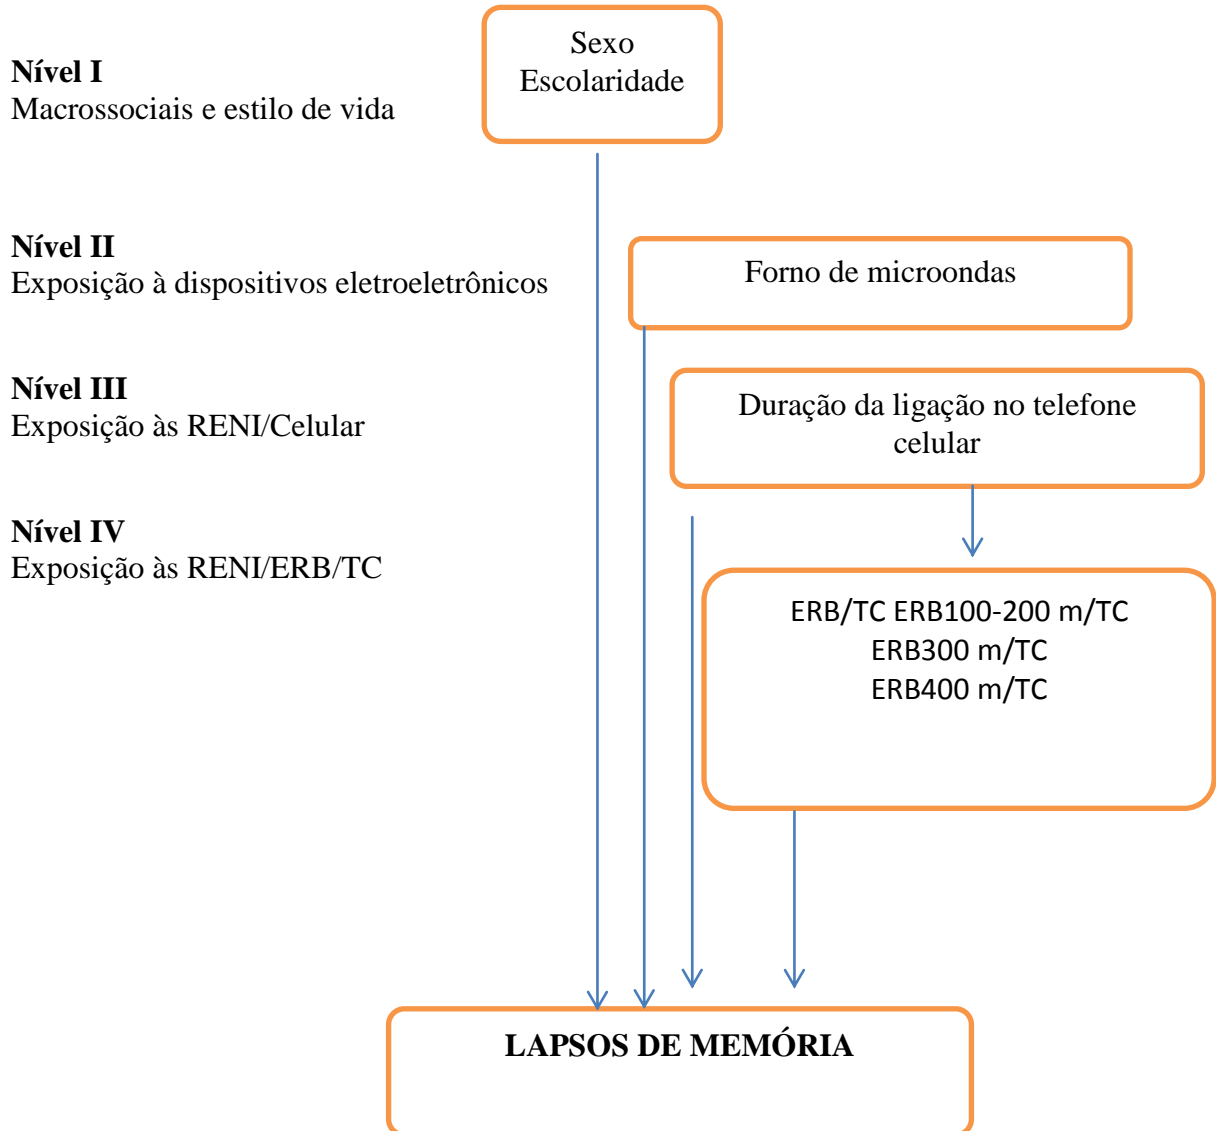 Sexo
Escolaridade
Nível I
Macrossociais e estilo de vida
Nível II
Exposição à dispositivos eletroeletrônicos
Forno de microondas
Nível III
Exposição às RENI/Celular
Duração da ligação no telefone
celular
Nível IV
Exposição às RENI/ERB/TC
ERB/TC ERB100-200 m/TC
ERB300 m/TC
ERB400 m/TC
LAPSOS DE MEMÓRIA